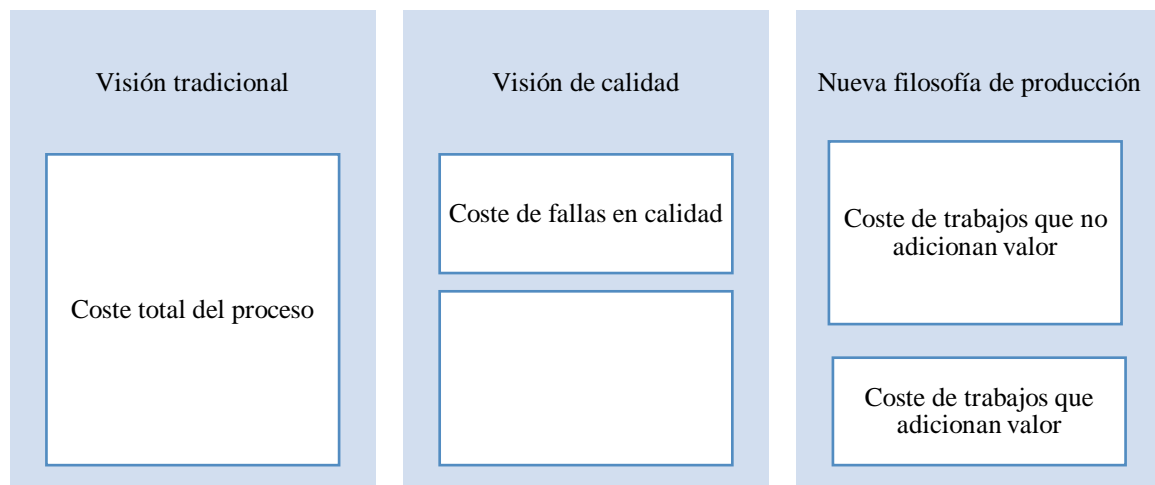 Visión tradicional
Coste total del proceso
Visión de calidad
Coste de fallas en calidad
Nueva filosofía de producción
Coste de trabajos que no
adicionan valor
Coste de trabajos que
adicionan valor